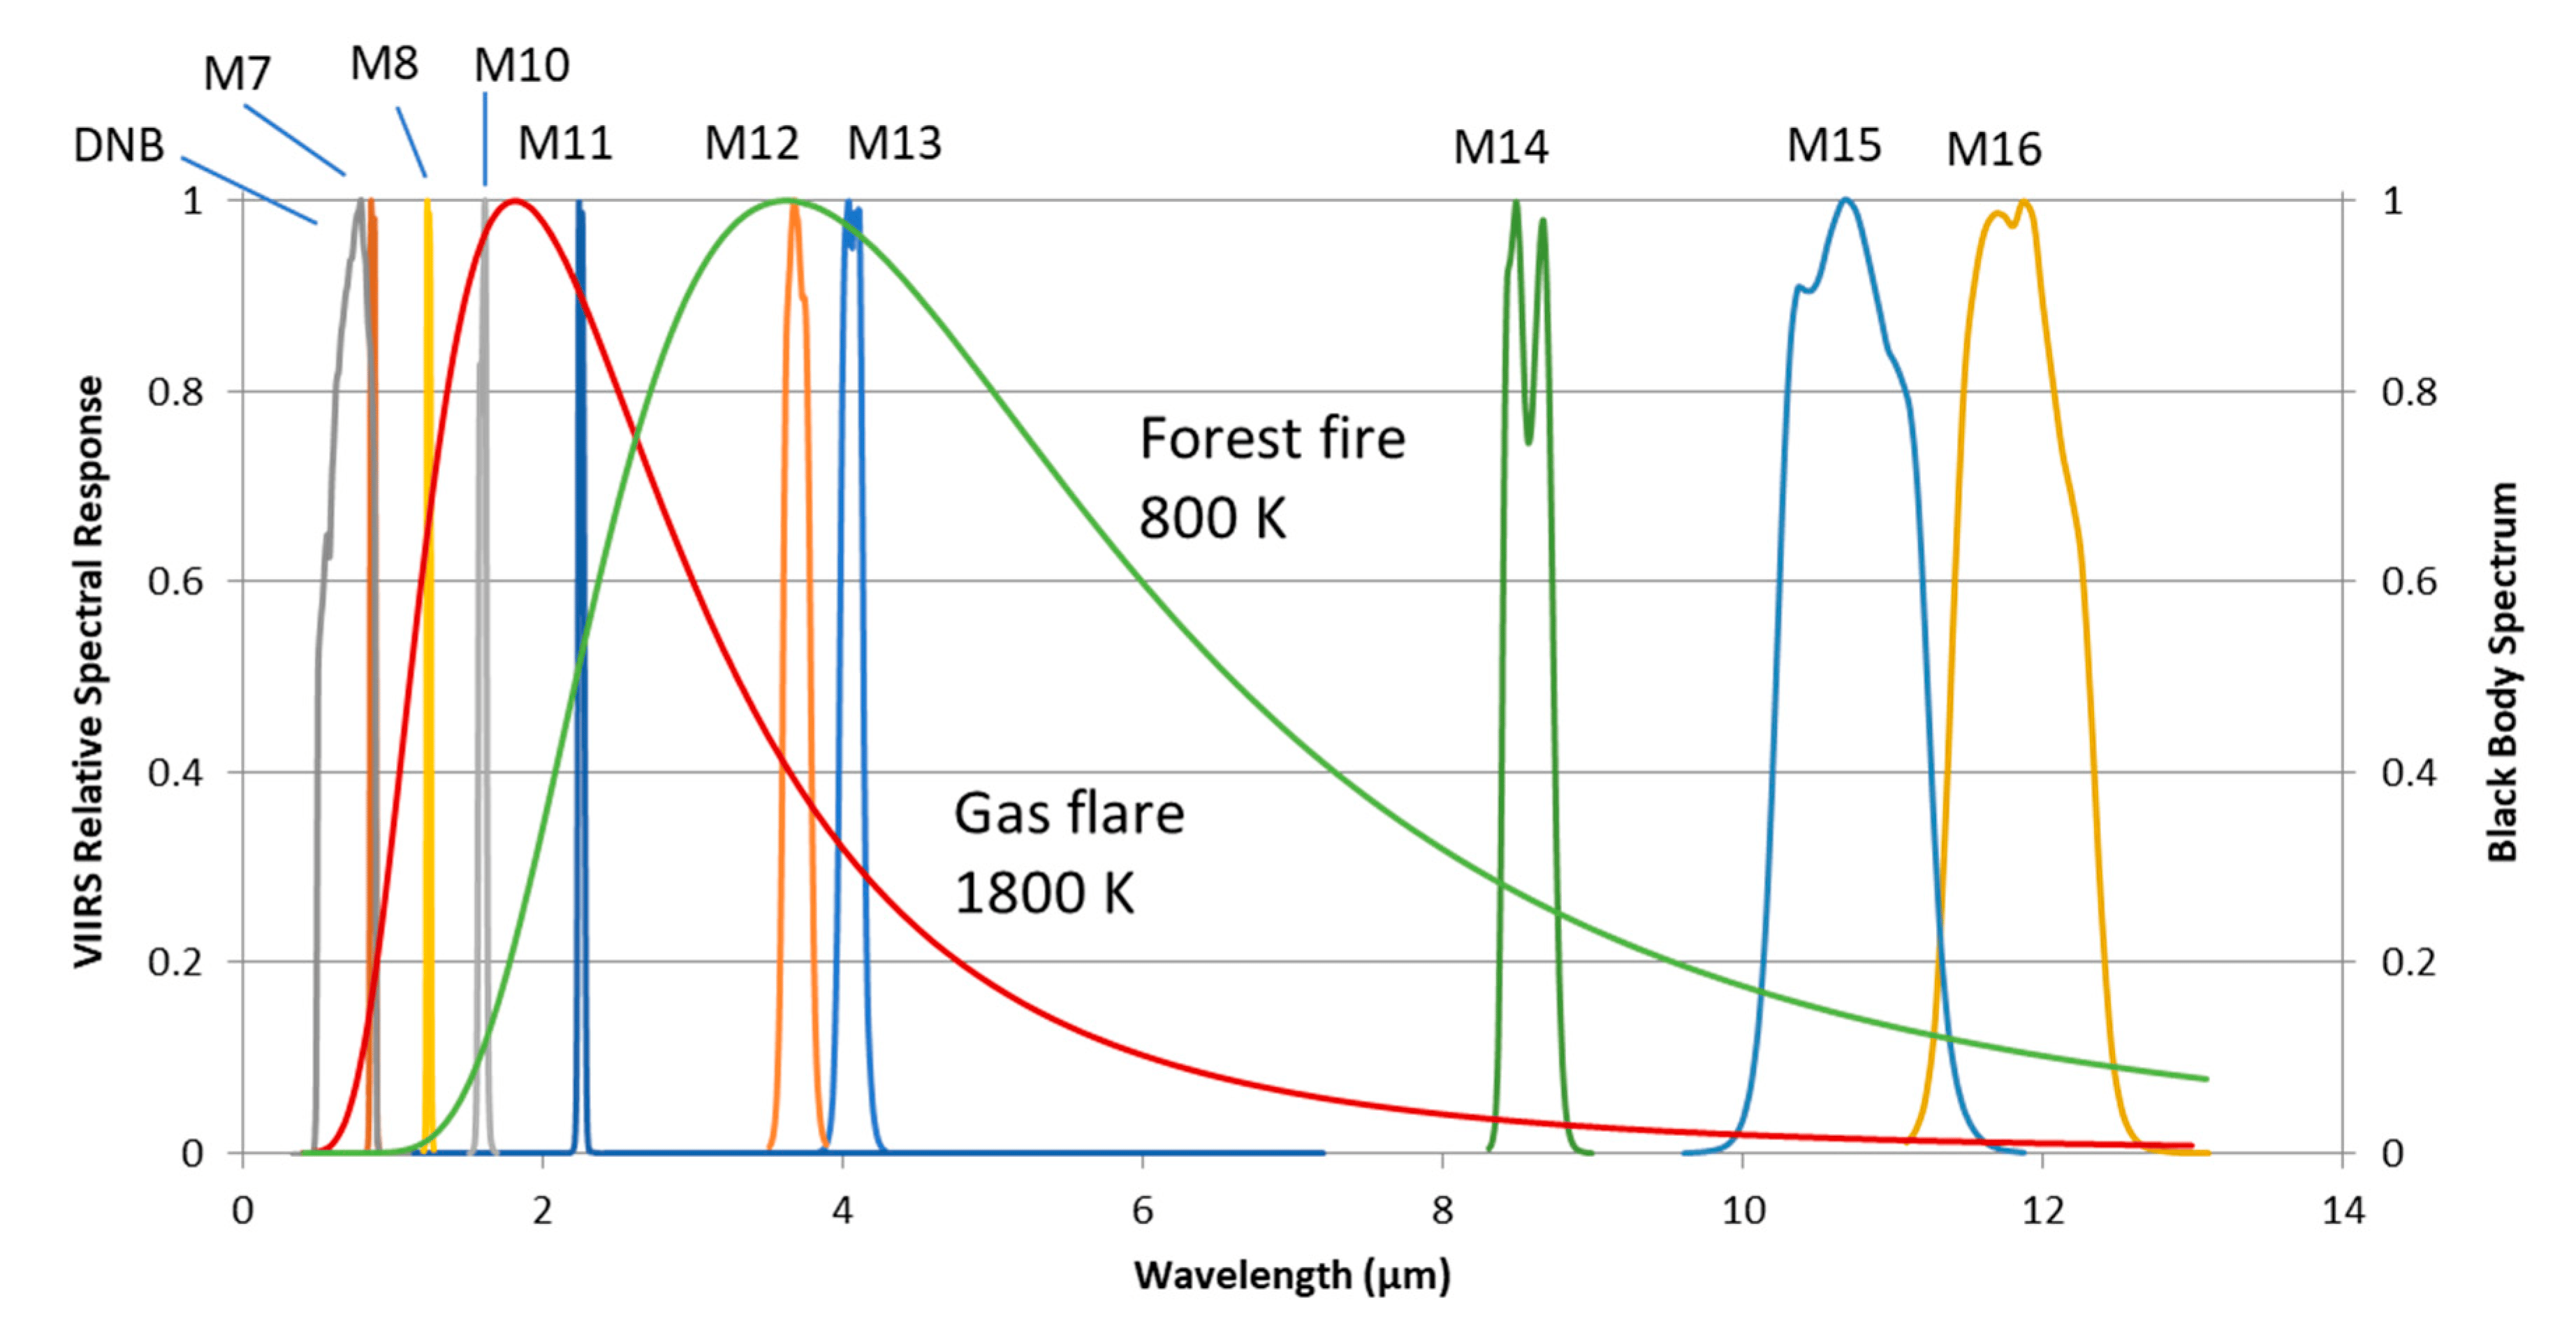 M7
M8
M10
DNB
M11
M12
M13
M14
M15
M16
1
0.8
0.6
0.4
0.2
0
1
0.8
0.6
0.4
0.2
0
VIIRS Relative Spectral Response
Black Body Spectrum
Forest fire
800 K
Gas flare
1800 K
0
2
4
6
8
10
12
14
Wavelength (µm)